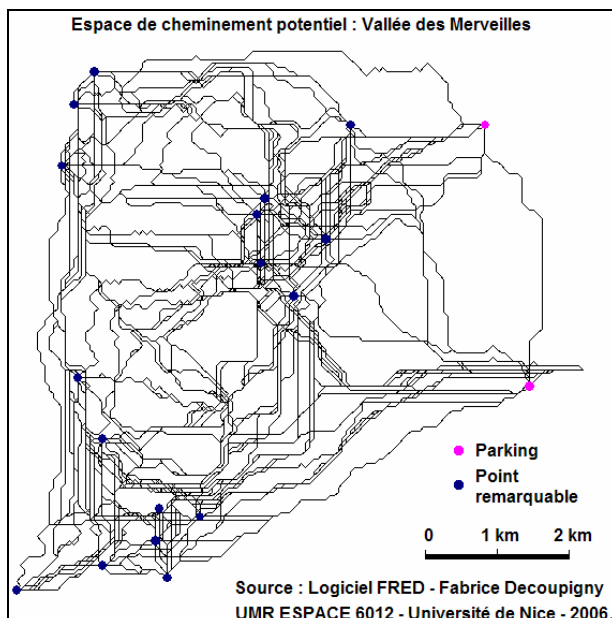 Espace de cheminement potentiel : Vallée des Merveilles
Parking
Point
remarquable
0 1 km 2 km
Source : Logiciel FRED - Fabrice Decoupigny
UMR ESPACE 6012 - Université de Nice - 2006.